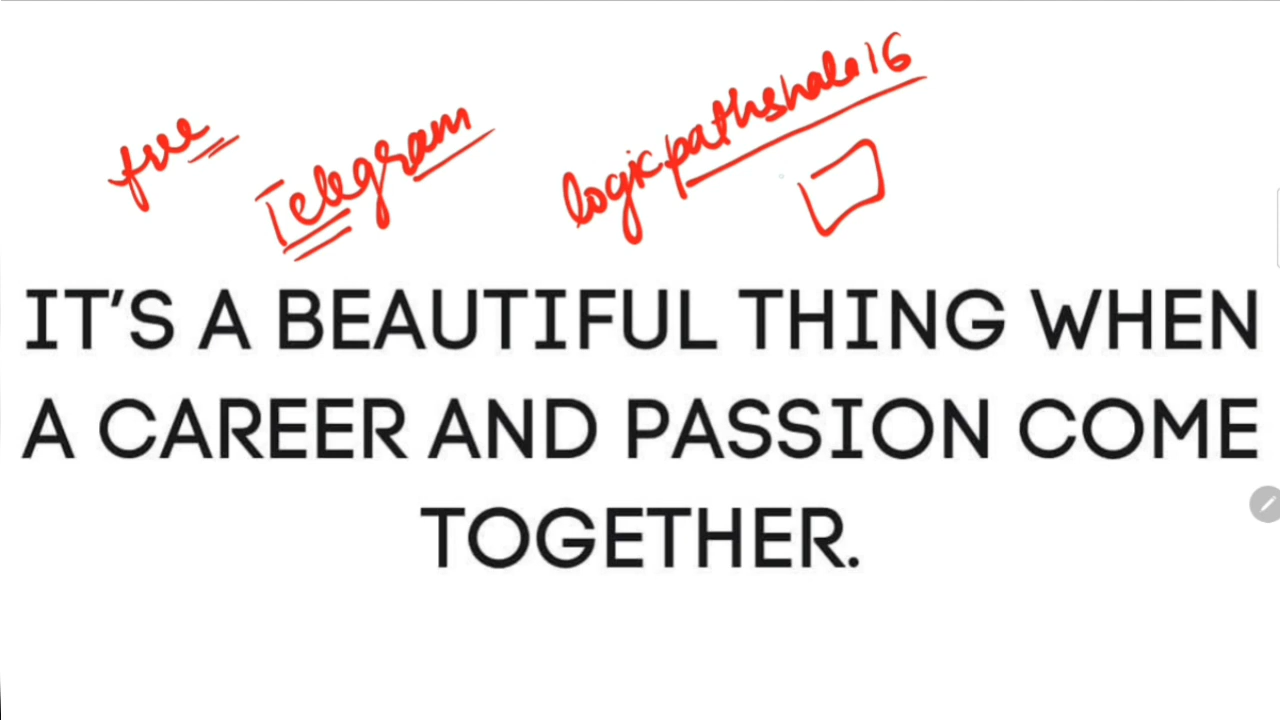 free Telegram logicpathshala16
IT'S A BEAUTIFUL THING WHEN
A CAREER AND PASSION COME
TOGETHER.